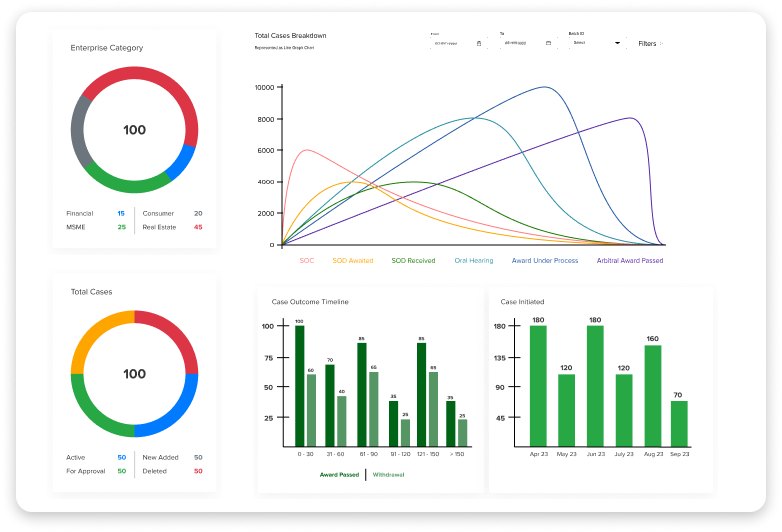 Enterprise Category
100
Financial 15 Consumer 20
MSME 25 Real Estate 45
Total Cases
100
Active 50 New Added 50
For Approval 50 Deleted 50
Total Cases Breakdown
Represented as Line Graph Chart
To
Batch ID
dd-mm-yyyy
dd-mm-yyyy
Select
Filters :
10000
8000
6000
4000
2000
0
SOC SOD Awaited SOD Received Oral Hearing Award Under Process Arbitral Award Passed
Case Outcome Timeline
100
75
50
25
100 60 70 40 85 65 35 25 85 65 35 25
0 - 30 31 - 60 61 - 90 91 - 120 121 - 150 > 150
Award Passed Withdrawal
Case Initiated
180
135
90
45
180 120 180 120 160 70
Apr 23 May 23 Jun 23 July 23 Aug 23 Sep 23